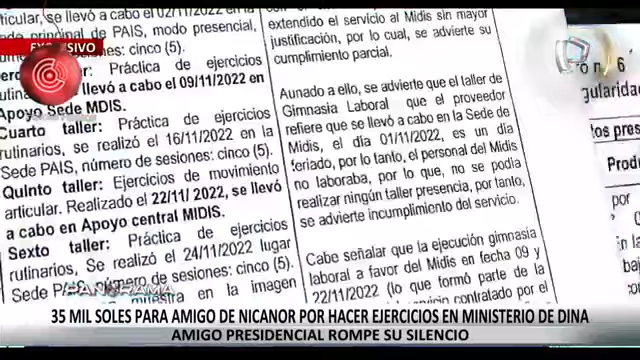 icular, se llevó a cabo el 02/11/2022 en
de principal de PAIS, modo presencial,
sesiones: cinco (5).
EXCLUSIVO
taller: Práctica de ejercicios
llevó a cabo el 09/11/2022 en
Apoyo Sede MDIS.
Cuarto taller: Práctica de ejercicios
rutinarios, se realizó el 16/11/2022 en la
Sede PAIS, número de sesiones: cinco (5).
Quinto taller: Ejercicios de movimiento
articular. Realizado el 22/11/ 2022, se llevó
a cabo en Apoyo central MIDIS.
Sexto taller: Práctica de ejercicios
rutinarios, Se realizó el 24/11/2022 lugar
Sede PAIS, número de sesiones: cinco (5).
muestra en la imagen
extendido el servicio al Midis sin mayor
justificación, por lo cual, se advierte su
cumplimiento parcial.
Aunado a ello, se advierte que el taller de
Gimnasia Laboral que el proveedor
refiere que se llevó a cabo en la Sede de
Midis, el día 01/11/2022, es un día
feriado, por lo tanto, el personal del Midis
no laboraba, por lo que, no se podía
realizar ningún taller presencia, por tanto,
se advierte incumplimiento del servicio.
Cabe señalar que la ejecución gimnasia
laboral a favor del Midis en fecha 09 y
22/11/2022 (lo que formó parte de la
servicio contratado por el
6
gularidad
tos presen
Produ
por
PANORAMA
35 MIL SOLES PARA AMIGO DE NICANOR POR HACER EJERCICIOS EN MINISTERIO DE DINA
AMIGO PRESIDENCIAL ROMPE SU SILENCIO